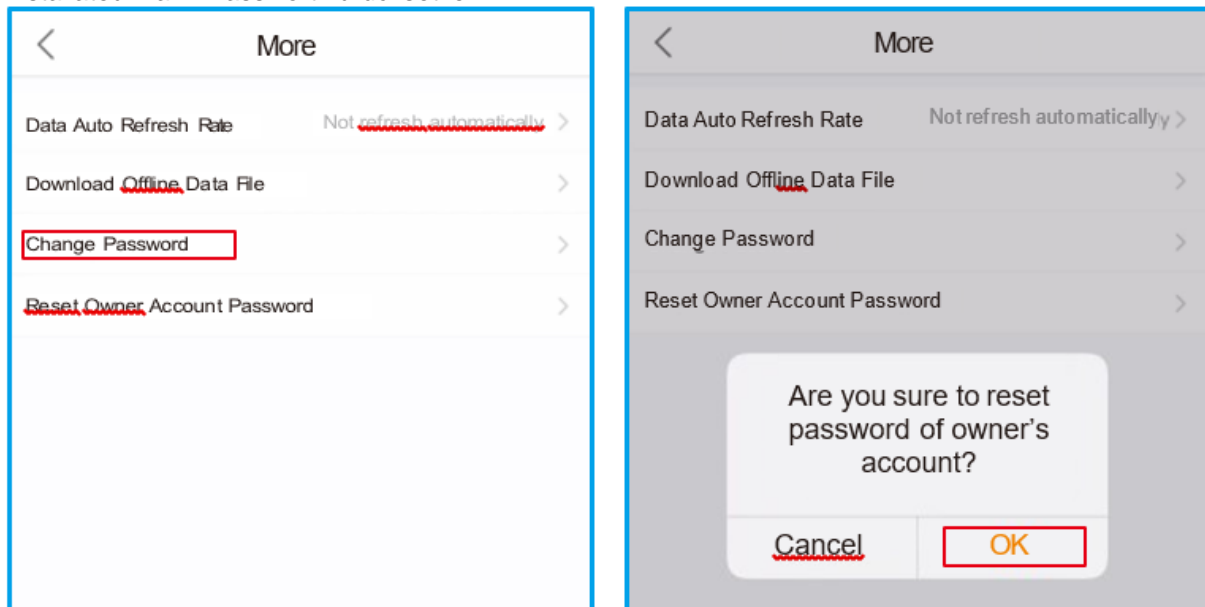 More
Data Auto Refresh Rate Not refresh automatically
Download Offline Data File
Change Password
Reset Owner Account Password
More
Data Auto Refresh Rate Not refresh automaticallyy
Download Offline Data File
Change Password
Reset Owner Account Password
Are you sure to reset
password of owner’s
account?
Cancel OK